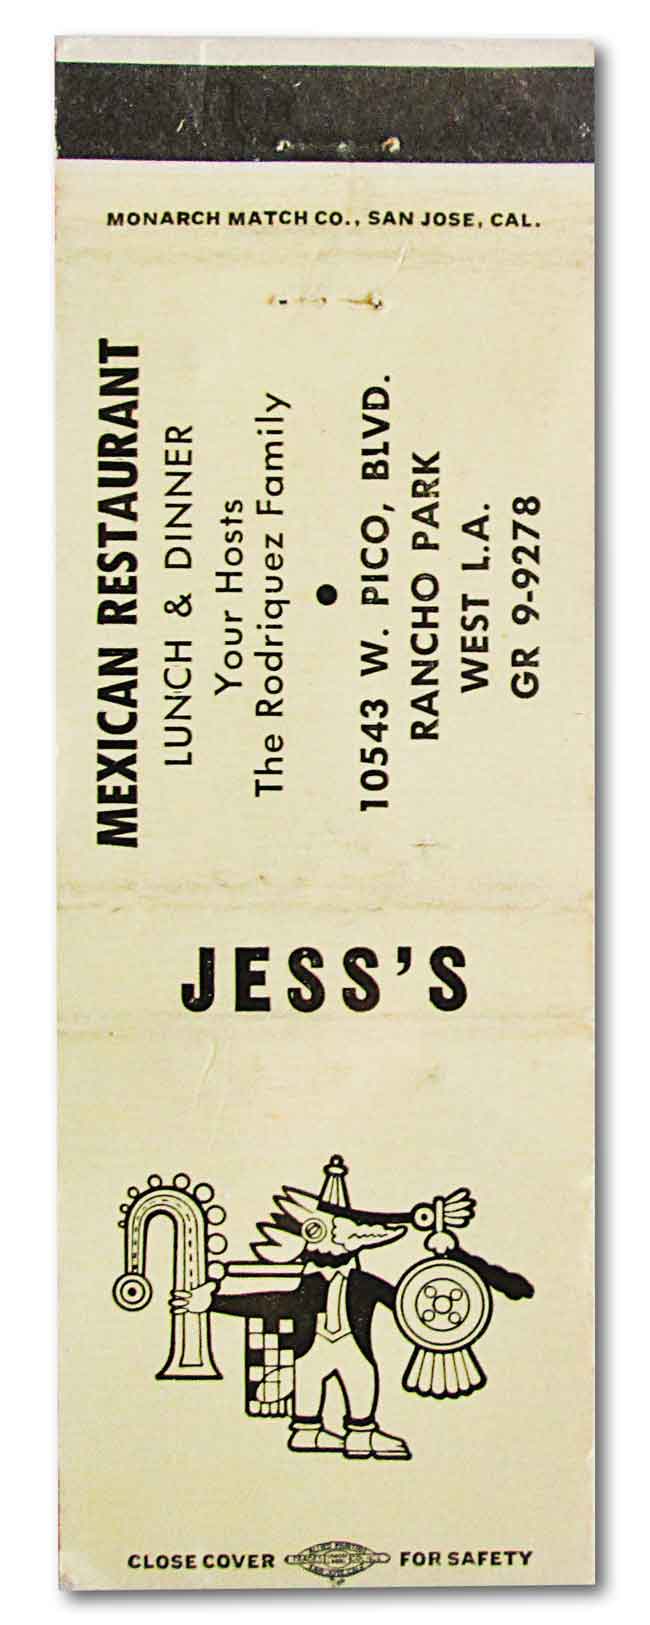 MONARCH MATCH CO., SAN JOSE, CAL.
MEXICAN RESTAURANT
LUNCH & DINNER
Your Hosts
The Rodriquez Family
10543 W. PICO, BLVD.
RANCHO PARK
WEST L.A.
GR 9-9278
JESS'S
CLOSE COVER FOR SAFETY